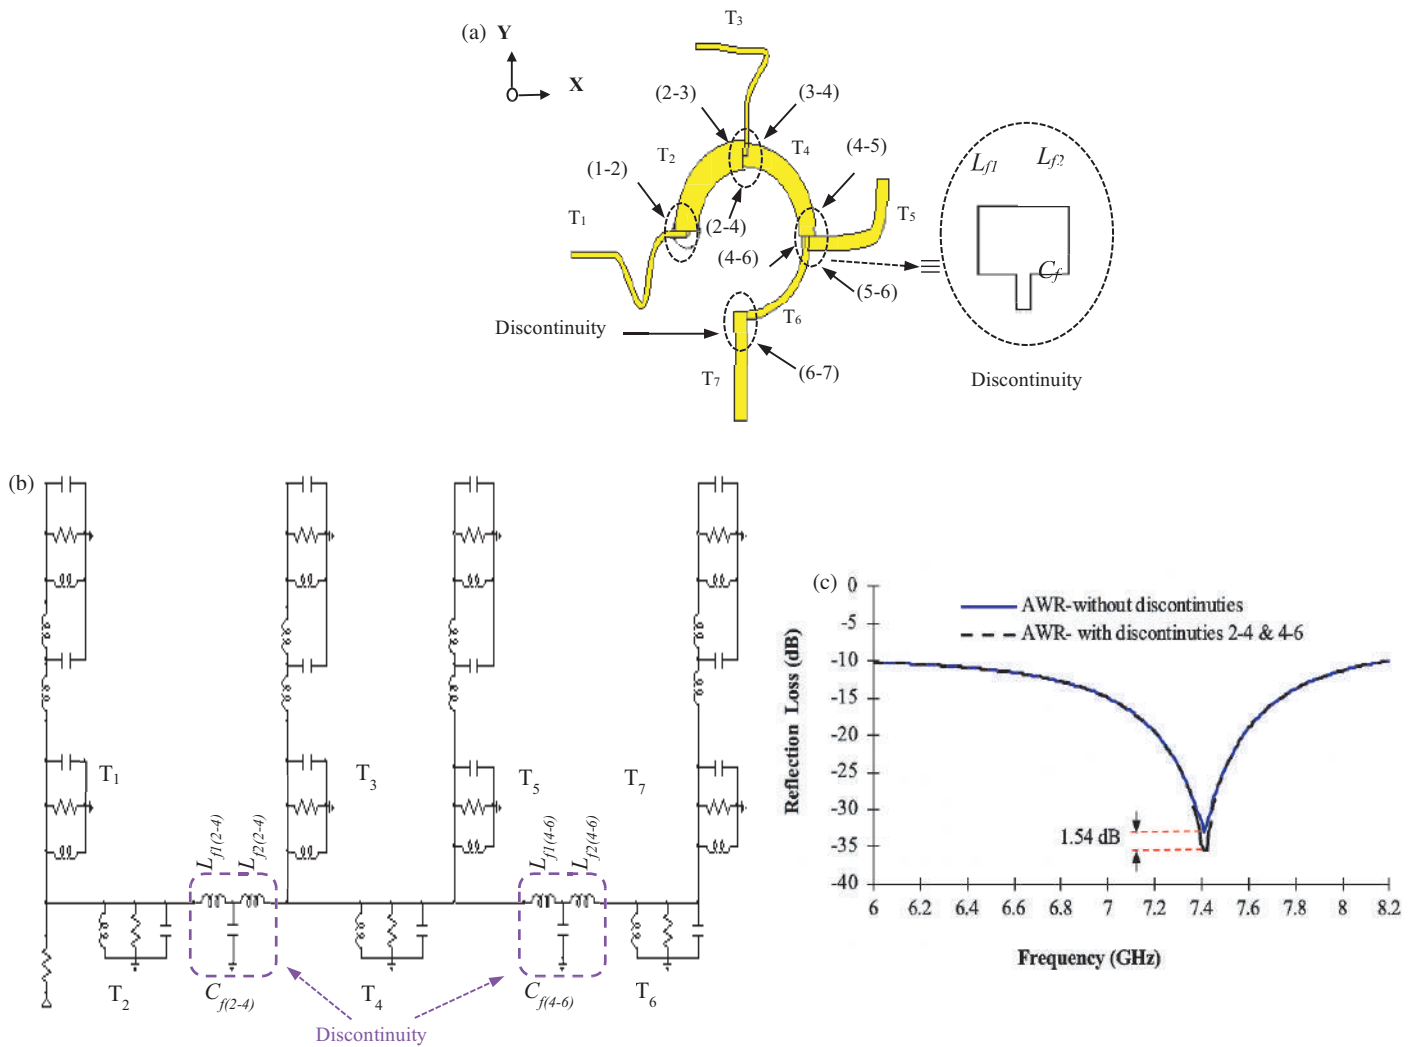 (a)
Y
X
T3
(2-3)
(3-4)
T2
T4
(4-5)
(1-2)
Lf1
Lf2
T1
T5
(2-4)
(4-6)
Cf
(5-6)
T6
Discontinuity
(6-7)
T7
Discontinuity
(b)
T1
T3
T5
T7
Lf1(2-4)
Lf2(2-4)
Lf1(4-6)
Lf2(4-6)
T2
Cf(2-4)
T4
Cf(4-6)
T6
Discontinuity
(c)
AWR-without discontinuties
AWR- with discontinuties 2-4 & 4-6
Reflection Loss (dB)
0
-5
-10
-15
-20
-25
-30
-35
-40
1.54 dB
6 6.2 6.4 6.6 6.8 7 7.2 7.4 7.6 7.8 8 8.2
Frequency (GHz)